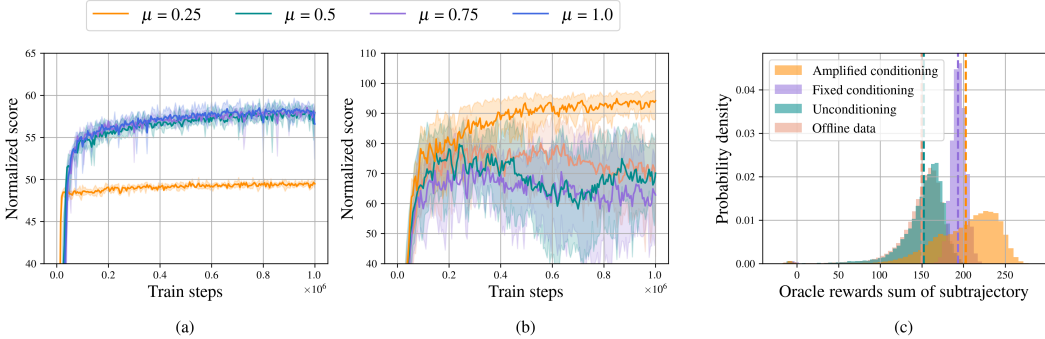 μ = 0.25 μ = 0.5 μ = 0.75 μ = 1.0
65
60
55
50
45
40
Normalized score
0.0 0.2 0.4 0.6 0.8 1.0
×10⁶
Train steps
(a)
110
100
90
80
70
60
50
40
Normalized score
0.0 0.2 0.4 0.6 0.8 1.0
×10⁶
Train steps
(b)
Amplified conditioning
Fixed conditioning
Unconditioning
Offline data
0.04
0.03
0.02
0.01
0.00
Probability density
0 50 100 150 200 250
Oracle rewards sum of subtrajectory
(c)